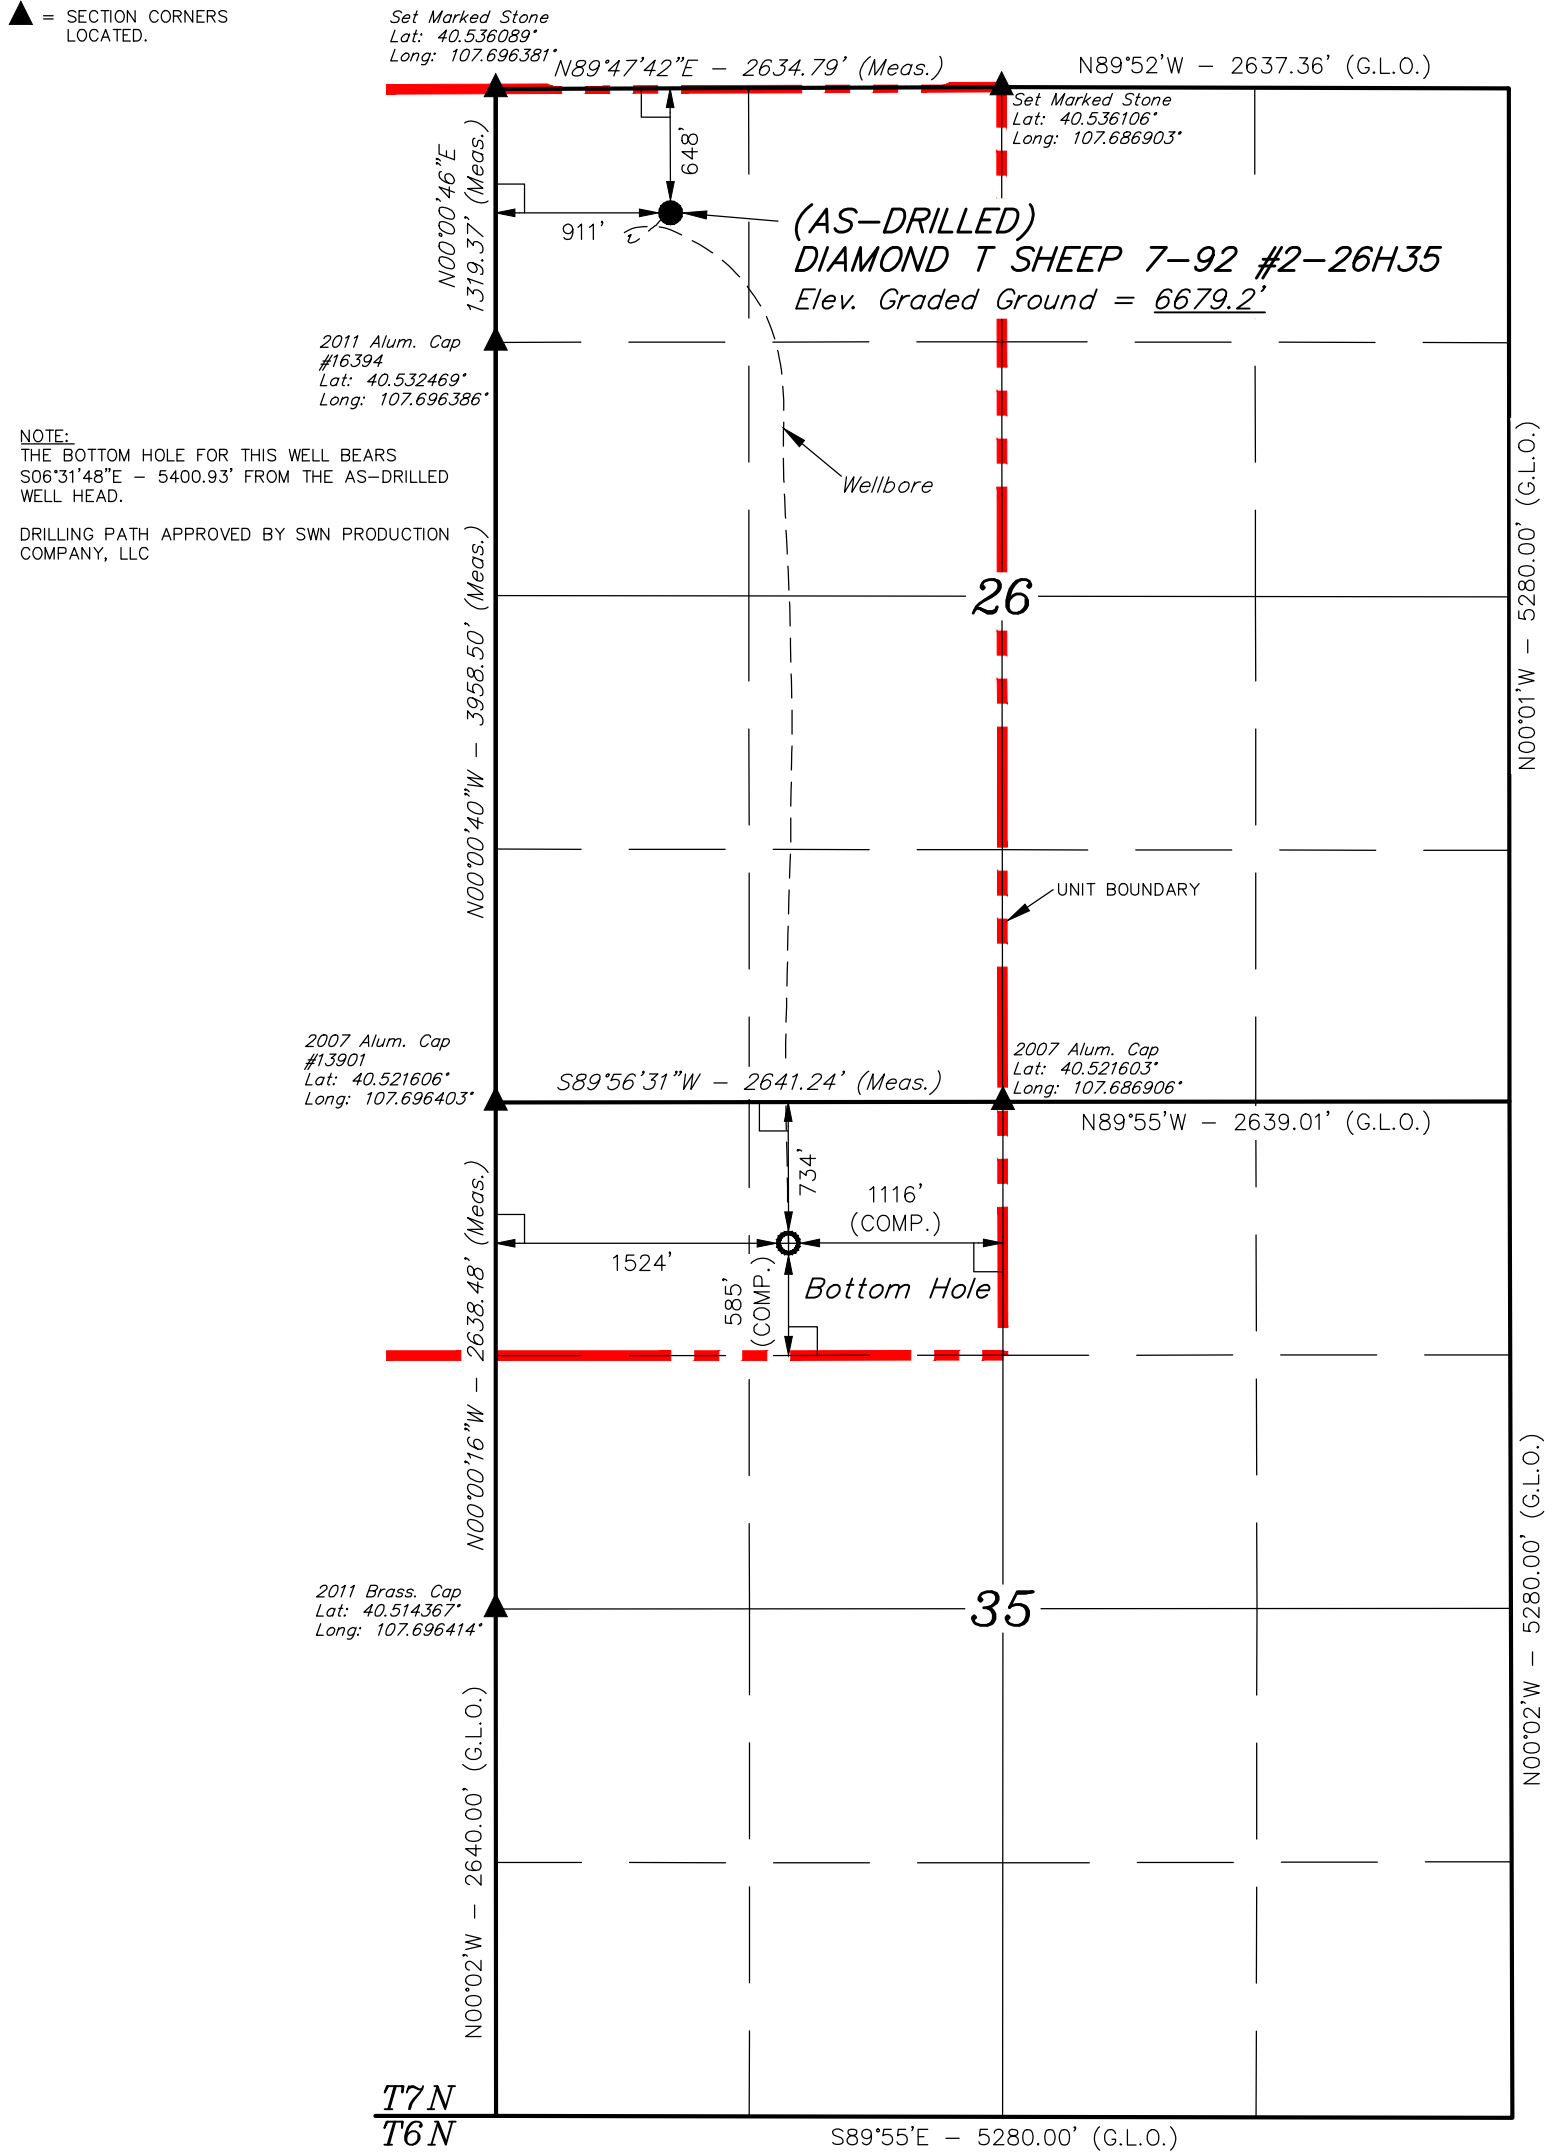 = SECTION CORNERS
LOCATED.
Set Marked Stone
Lat: 40.536089°
Long: 107.696381°
N89°47'42"E - 2634.79' (Meas.)
N89°52'W - 2637.36' (G.L.O.)
Set Marked Stone
Lat: 40.536106°
Long: 107.686903°
648'
N00°00'46"E
1319.37' (Meas.)
911'
(AS-DRILLED)
DIAMOND T SHEEP 7-92 #2-26H35
Elev. Graded Ground = 6679.2'
2011 Alum. Cap
#16394
Lat: 40.532469°
Long: 107.696386°
NOTE:
THE BOTTOM HOLE FOR THIS WELL BEARS
S06°31'48"E - 5400.93' FROM THE AS-DRILLED
WELL HEAD.
DRILLING PATH APPROVED BY SWN PRODUCTION
COMPANY, LLC
Wellbore
N00°00'40"W - 3958.50' (Meas.)
26
N00°01'W - 5280.00' (G.L.O.)
UNIT BOUNDARY
2007 Alum. Cap
#13901
Lat: 40.521606°
Long: 107.696403°
S89°56'31"W - 2641.24' (Meas.)
2007 Alum. Cap
Lat: 40.521603°
Long: 107.686906°
N89°55'W - 2639.01' (G.L.O.)
734'
1116'
(COMP.)
1524'
585'
(COMP.)
Bottom Hole
N00°00'16"W - 2638.48' (Meas.)
2011 Brass. Cap
Lat: 40.514367°
Long: 107.696414°
35
N00°02'W - 5280.00' (G.L.O.)
N00°02'W - 2640.00' (G.L.O.)
T7N
T6N
S89°55'E - 5280.00' (G.L.O.)